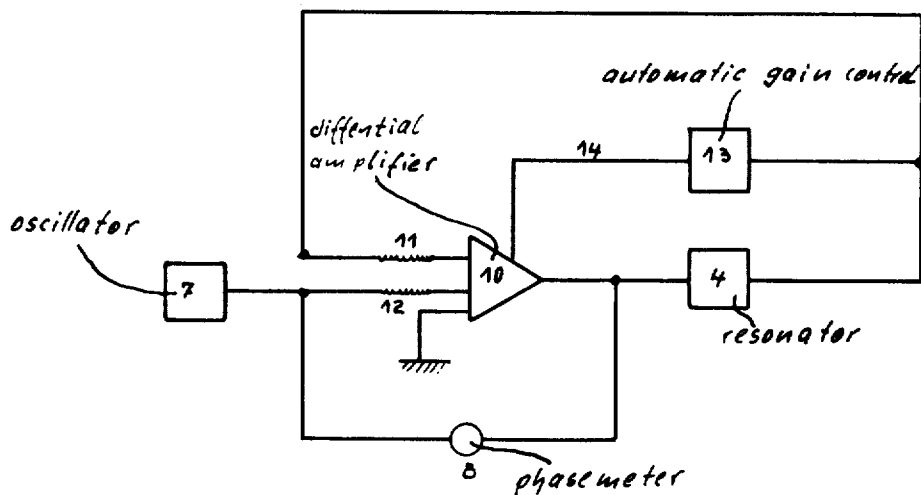 automatic gain control
13
14
diffential
amplifier
oscillator
11
10
7
12
4
resonator
8
phasemeter